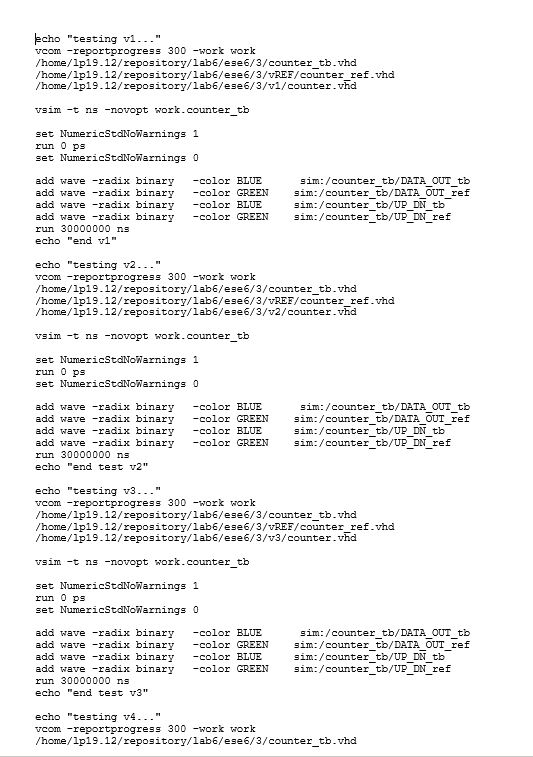 echo "testing v1..."
vcom -reportprogress 300 -work work
/home/lp19.12/repository/lab6/ese6/3/counter_tb.vhd
/home/lp19.12/repository/lab6/ese6/3/vREF/counter_ref.vhd
/home/lp19.12/repository/lab6/ese6/3/v1/counter.vhd
vsim -t ns -novopt work.counter_tb
set NumericStdNoWarnings 1
run 0 ps
set NumericStdNoWarnings 0
add wave -radix binary -color BLUE sim:/counter_tb/DATA_OUT_tb
add wave -radix binary -color GREEN sim:/counter_tb/DATA_OUT_ref
add wave -radix binary -color BLUE sim:/counter_tb/UP_DN_tb
add wave -radix binary -color GREEN sim:/counter_tb/UP_DN_ref
run 30000000 ns
echo "end v1"
echo "testing v2..."
vcom -reportprogress 300 -work work
/home/lp19.12/repository/lab6/ese6/3/counter_tb.vhd
/home/lp19.12/repository/lab6/ese6/3/vREF/counter_ref.vhd
/home/lp19.12/repository/lab6/ese6/3/v2/counter.vhd
vsim -t ns -novopt work.counter_tb
set NumericStdNoWarnings 1
run 0 ps
set NumericStdNoWarnings 0
add wave -radix binary -color BLUE sim:/counter_tb/DATA_OUT_tb
add wave -radix binary -color GREEN sim:/counter_tb/DATA_OUT_ref
add wave -radix binary -color BLUE sim:/counter_tb/UP_DN_tb
add wave -radix binary -color GREEN sim:/counter_tb/UP_DN_ref
run 30000000 ns
echo "end test v2"
echo "testing v3..."
vcom -reportprogress 300 -work work
/home/lp19.12/repository/lab6/ese6/3/counter_tb.vhd
/home/lp19.12/repository/lab6/ese6/3/vREF/counter_ref.vhd
/home/lp19.12/repository/lab6/ese6/3/v3/counter.vhd
vsim -t ns -novopt work.counter_tb
set NumericStdNoWarnings 1
run 0 ps
set NumericStdNoWarnings 0
add wave -radix binary -color BLUE sim:/counter_tb/DATA_OUT_tb
add wave -radix binary -color GREEN sim:/counter_tb/DATA_OUT_ref
add wave -radix binary -color BLUE sim:/counter_tb/UP_DN_tb
add wave -radix binary -color GREEN sim:/counter_tb/UP_DN_ref
run 30000000 ns
echo "end test v3"
echo "testing v4..."
vcom -reportprogress 300 -work work
/home/lp19.12/repository/lab6/ese6/3/counter_tb.vhd